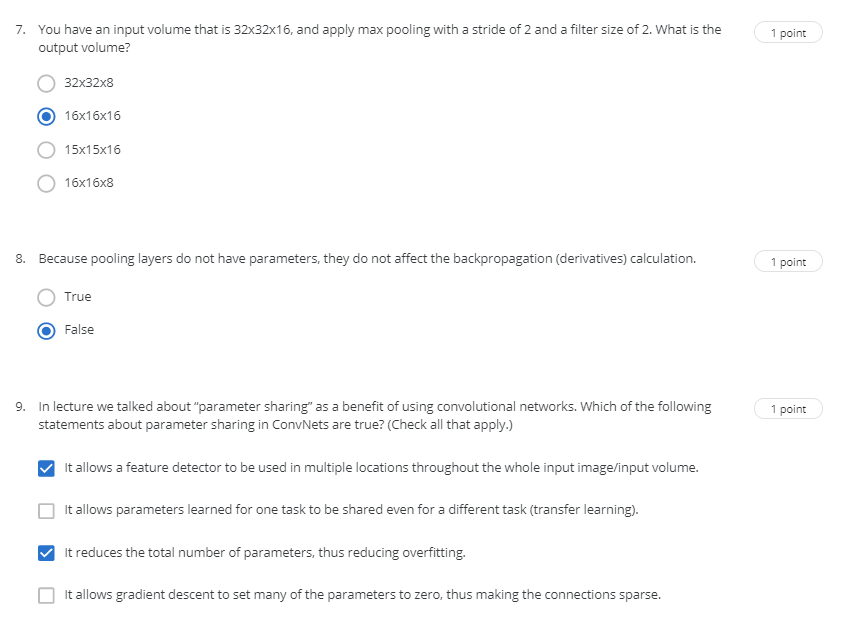 7. You have an input volume that is 32x32x16, and apply max pooling with a stride of 2 and a filter size of 2. What is the
output volume?
1 point
32x32x8
16x16x16
15x15x16
16x16x8
8. Because pooling layers do not have parameters, they do not affect the backpropagation (derivatives) calculation.
1 point
True
False
9. In lecture we talked about "parameter sharing" as a benefit of using convolutional networks. Which of the following
statements about parameter sharing in ConvNets are true? (Check all that apply.)
1 point
It allows a feature detector to be used in multiple locations throughout the whole input image/input volume.
It allows parameters learned for one task to be shared even for a different task (transfer learning).
It reduces the total number of parameters, thus reducing overfitting.
It allows gradient descent to set many of the parameters to zero, thus making the connections sparse.